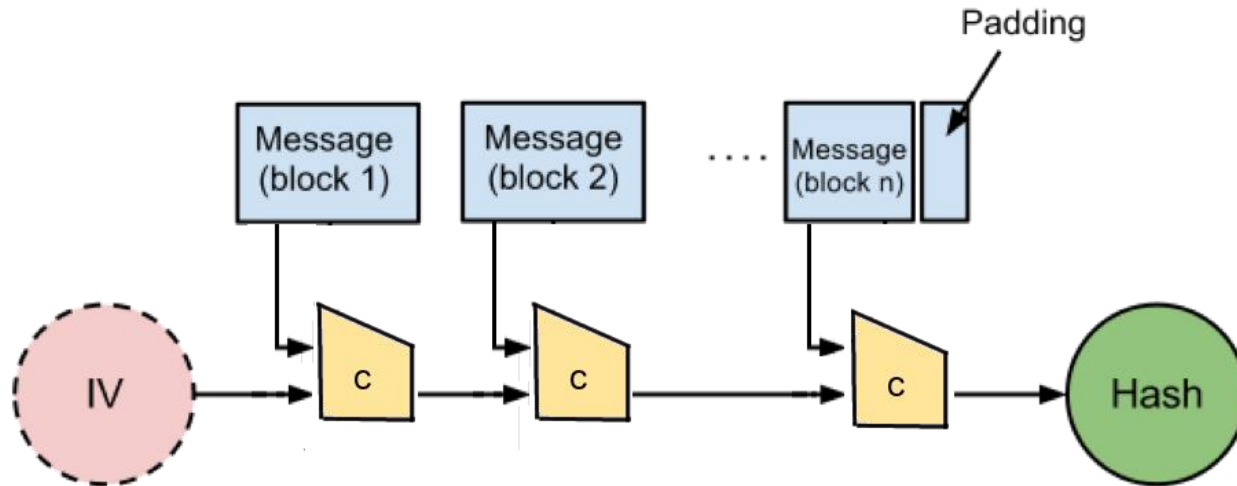 Padding
Message
(block 1)
Message
(block 2)
....
Message
(block n)
IV
C
C
C
Hash